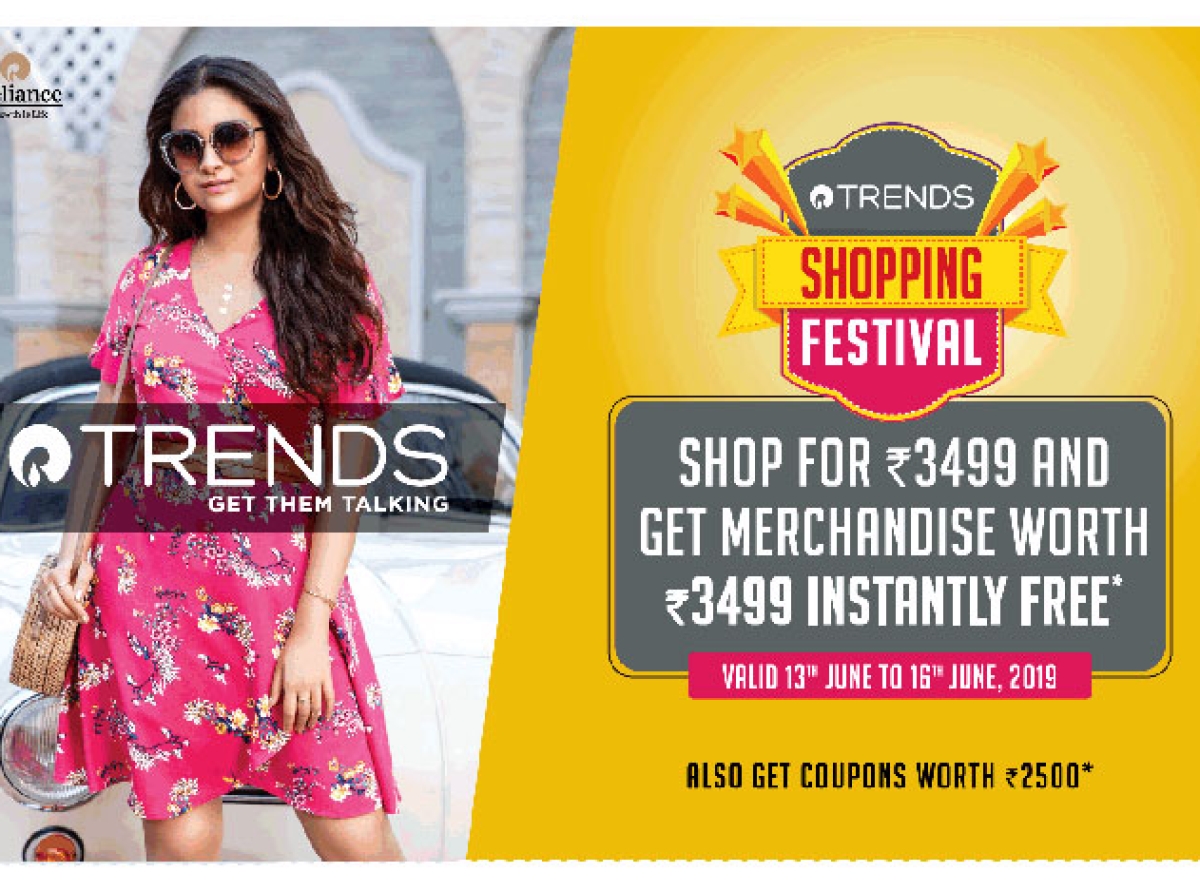 TRENDS
GET THEM TALKING
TRENDS
SHOPPING
FESTIVAL
SHOP FOR ₹3499 AND
GET MERCHANDISE WORTH
₹3499 INSTANTLY FREE*
VALID 13TH JUNE TO 16TH JUNE, 2019
ALSO GET COUPONS WORTH ₹2500*